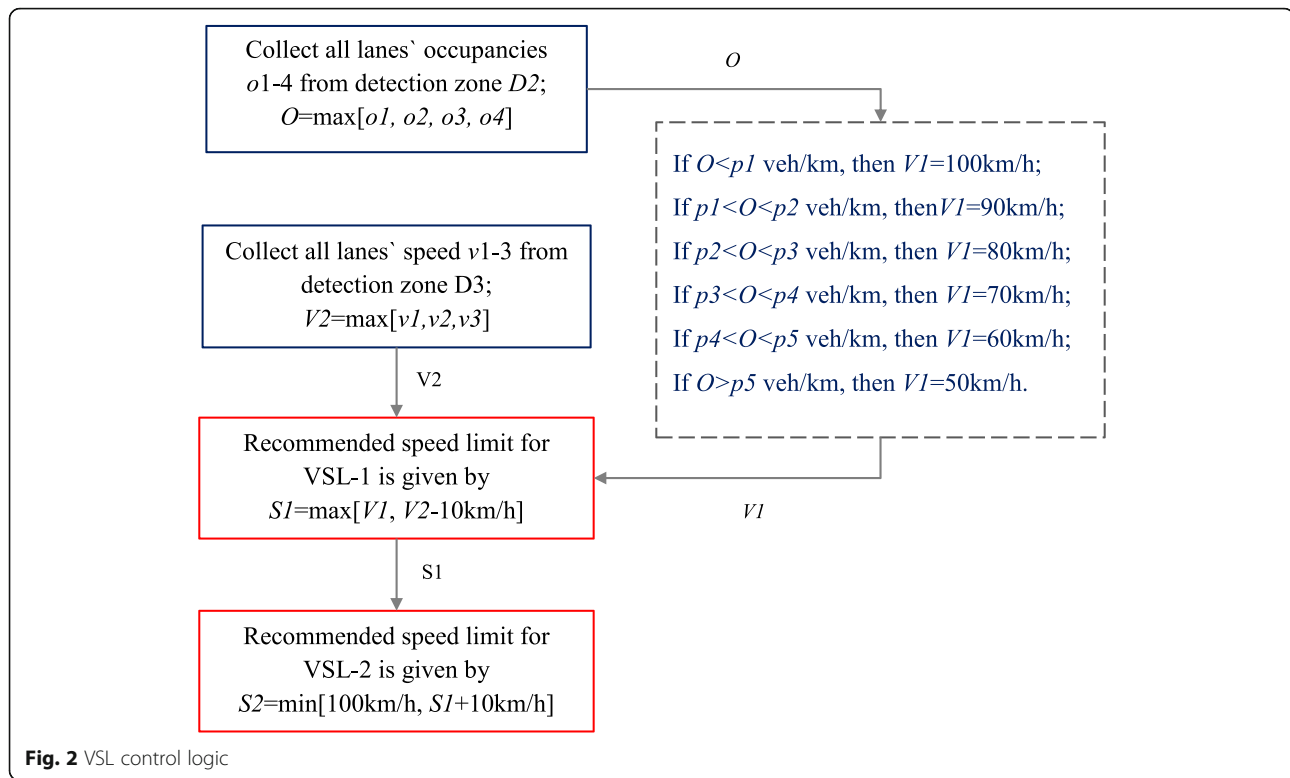 Collect all lanes` occupancies
o1-4 from detection zone D2;
O=max[o1, o2, o3, o4]
O
If O<p1 veh/km, then V1=100km/h;
If p1<O<p2 veh/km, thenV1=90km/h;
If p2<O<p3 veh/km, then V1=80km/h;
If p3<O<p4 veh/km, then V1=70km/h;
If p4<O<p5 veh/km, then V1=60km/h;
If O>p5 veh/km, then V1=50km/h.
Collect all lanes` speed v1-3 from
detection zone D3;
V2=max[v1,v2,v3]
V2
V1
Recommended speed limit for
VSL-1 is given by
S1=max[V1, V2-10km/h]
S1
Recommended speed limit for
VSL-2 is given by
S2=min[100km/h, S1+10km/h]
Fig. 2 VSL control logic